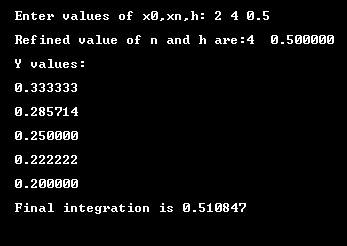 Enter values of x0,xn,h: 2 4 0.5
Refined value of n and h are:4  0.500000
Y values:
0.333333
0.285714
0.250000
0.222222
0.200000
Final integration is 0.510847